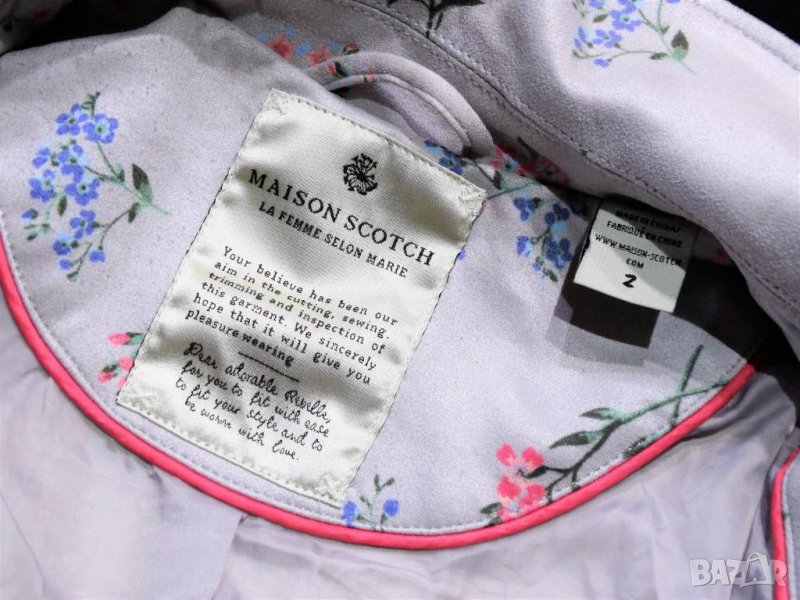 MAISON SCOTCH
LA FEMME SELON MARIE
Your believe has been our
aim in the cutting, sewing,
trimming and inspection of
this garment. We sincerely
hope that it will give you
pleasure wearing
Dear adorable Rebelle,
for you to fit with ease
to fit your style and to
be worn with love.
MADE IN CHINA/
FABRIQUÉ EN CHINE
WWW.MAISON-SCOTCH.
COM
2
BAZAR